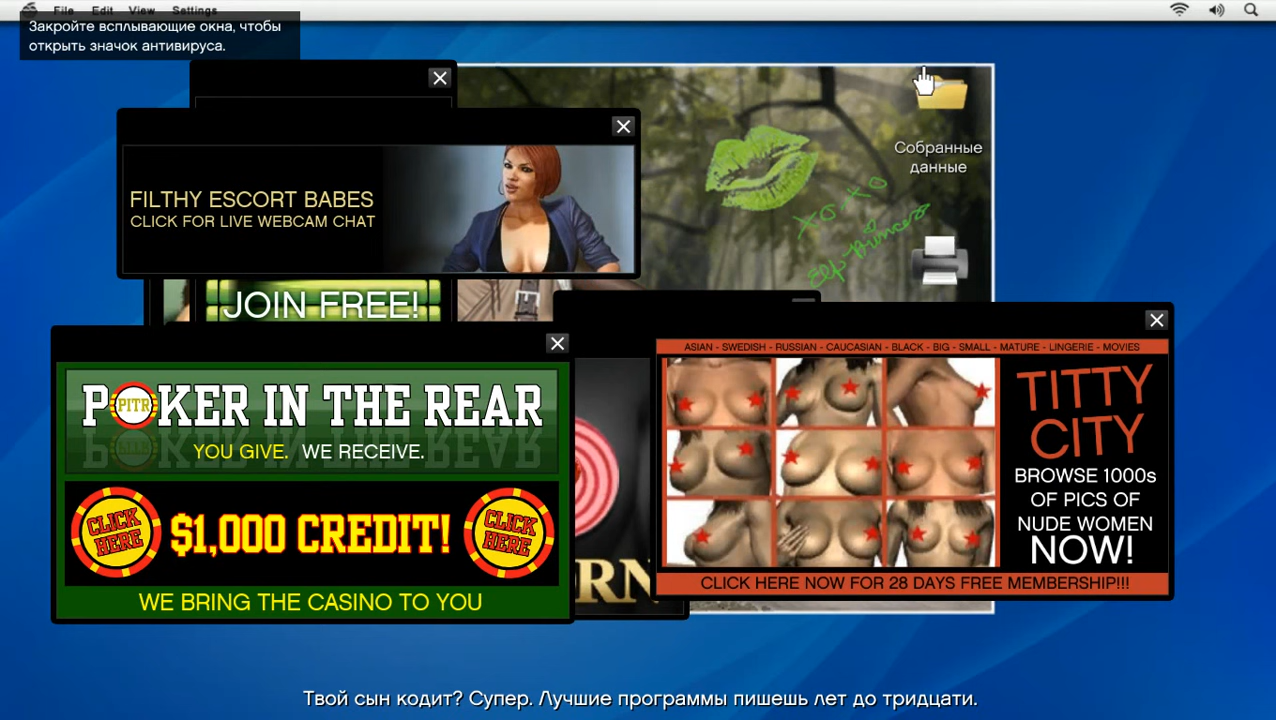 File Edit View Settings
Закройте всплывающие окна, чтобы
открыть значок антивируса.
FILTHY ESCORT BABES
CLICK FOR LIVE WEBCAM CHAT
Собранные
данные
XO XO
Elf Princess
JOIN FREE!
POKER IN THE REAR
PITR
YOU GIVE. WE RECEIVE.
CLICK
HERE
$1,000 CREDIT!
CLICK
HERE
WE BRING THE CASINO TO YOU
RN
ASIAN - SWEDISH - RUSSIAN - CAUCASIAN - BLACK - BIG - SMALL - MATURE - LINGERIE - MOVIES
TITTY
CITY
BROWSE 1000s
OF PICS OF
NUDE WOMEN
NOW!
CLICK HERE NOW FOR 28 DAYS FREE MEMBERSHIP!!!
Твой сын кодит? Супер. Лучшие программы пишешь лет до тридцати.